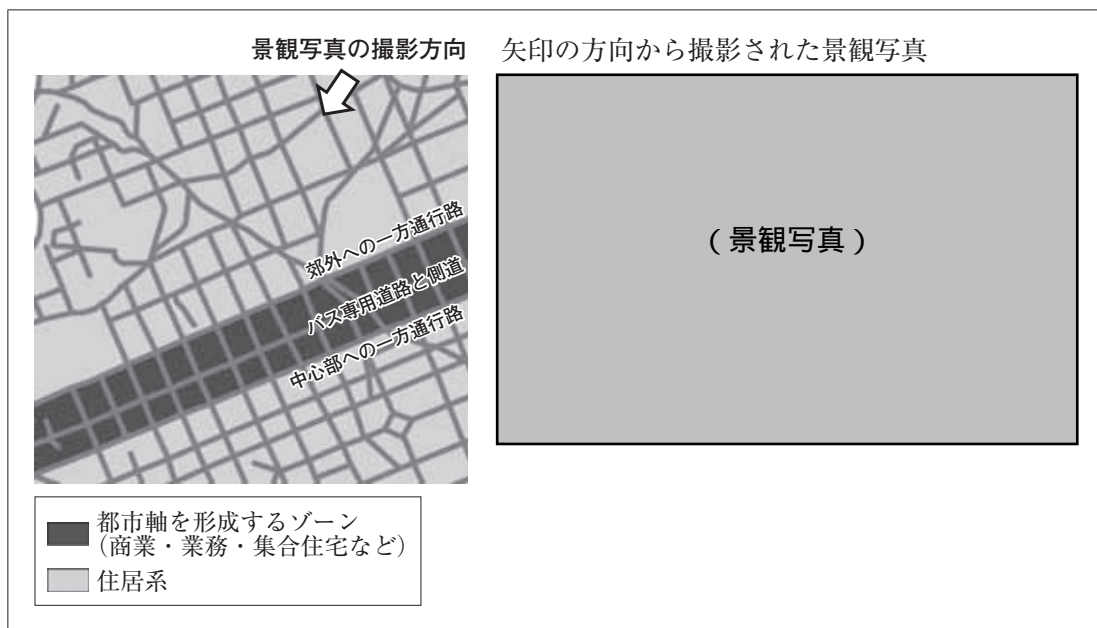 景観写真の撮影方向
矢印の方向から撮影された景観写真
郊外への一方通行路
バス専用道路と側道
中心部への一方通行路
(景観写真)
都市軸を形成するゾーン
(商業・業務・集合住宅など)
住居系